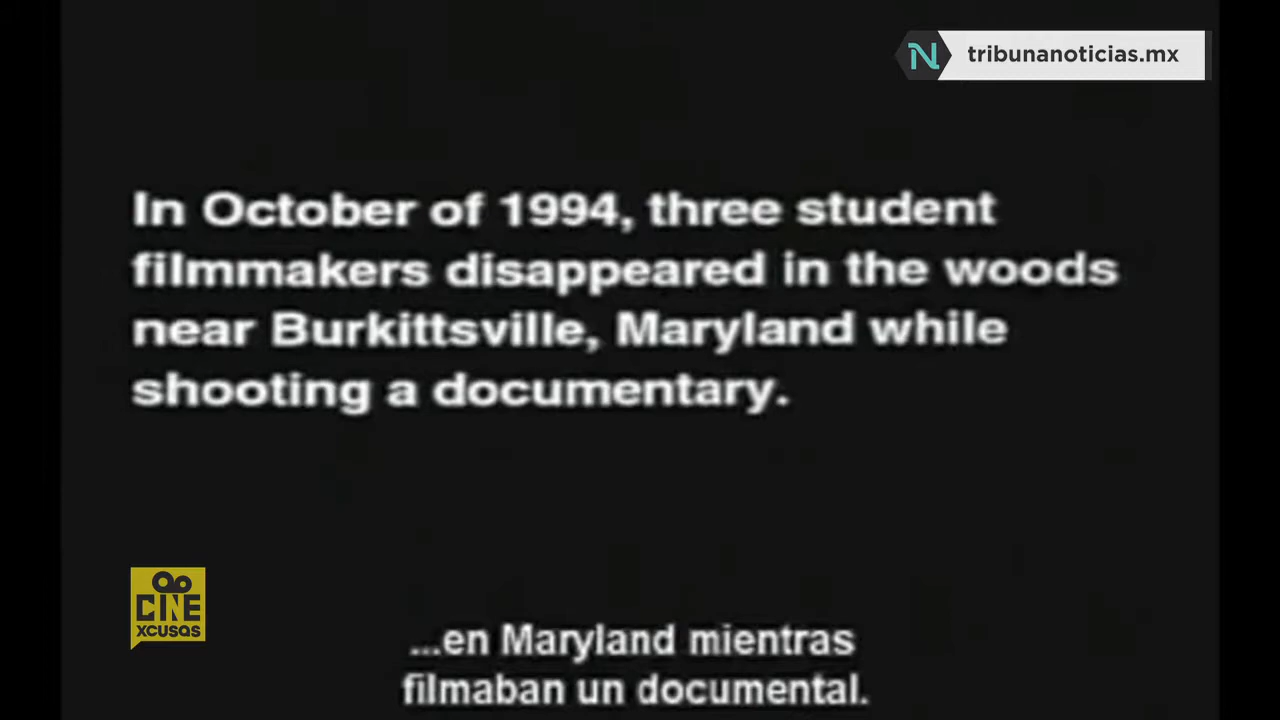 tribunanoticias.mx
In October of 1994, three student
filmmakers disappeared in the woods
near Burkittsville, Maryland while
shooting a documentary.
CINE
xcusas
...en Maryland mientras
filmaban un documental.